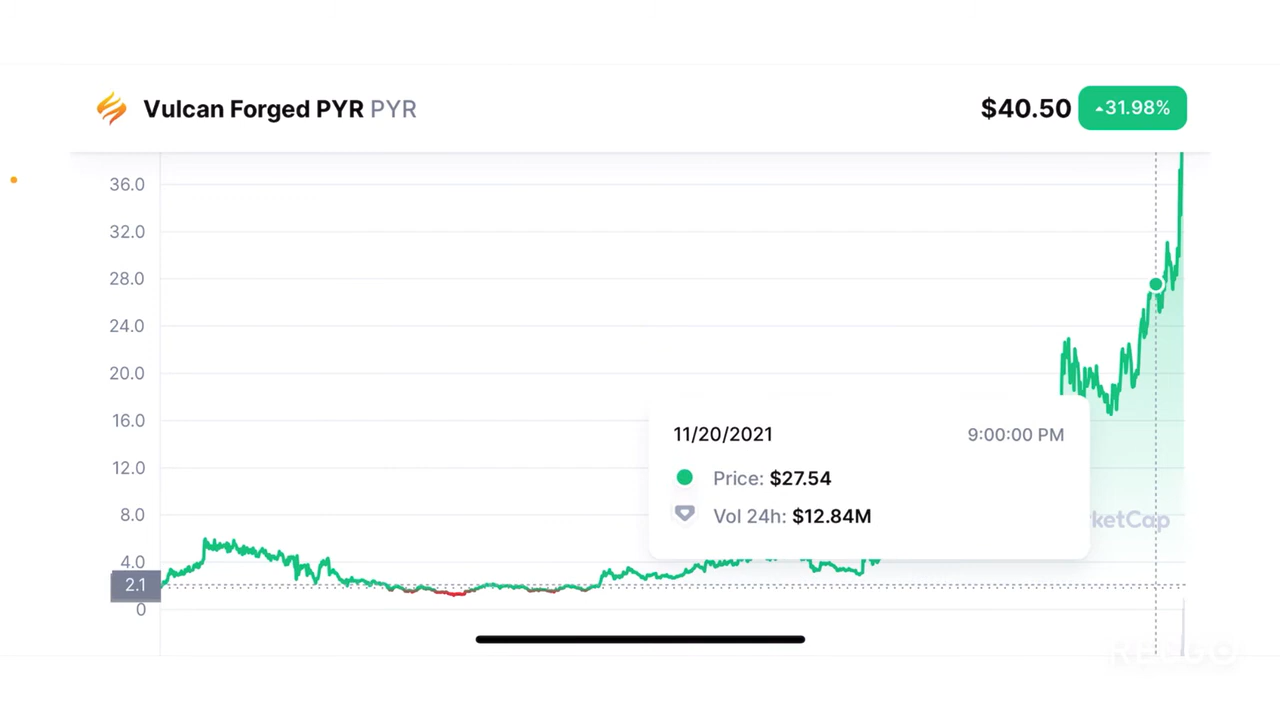 Vulcan Forged PYR PYR
$40.50 31.98%
36.0
32.0
28.0
24.0
20.0
16.0
12.0
8.0
4.0
2.1
0
11/20/2021 9:00:00 PM
Price: $27.54
Vol 24h: $12.84M
ketCap